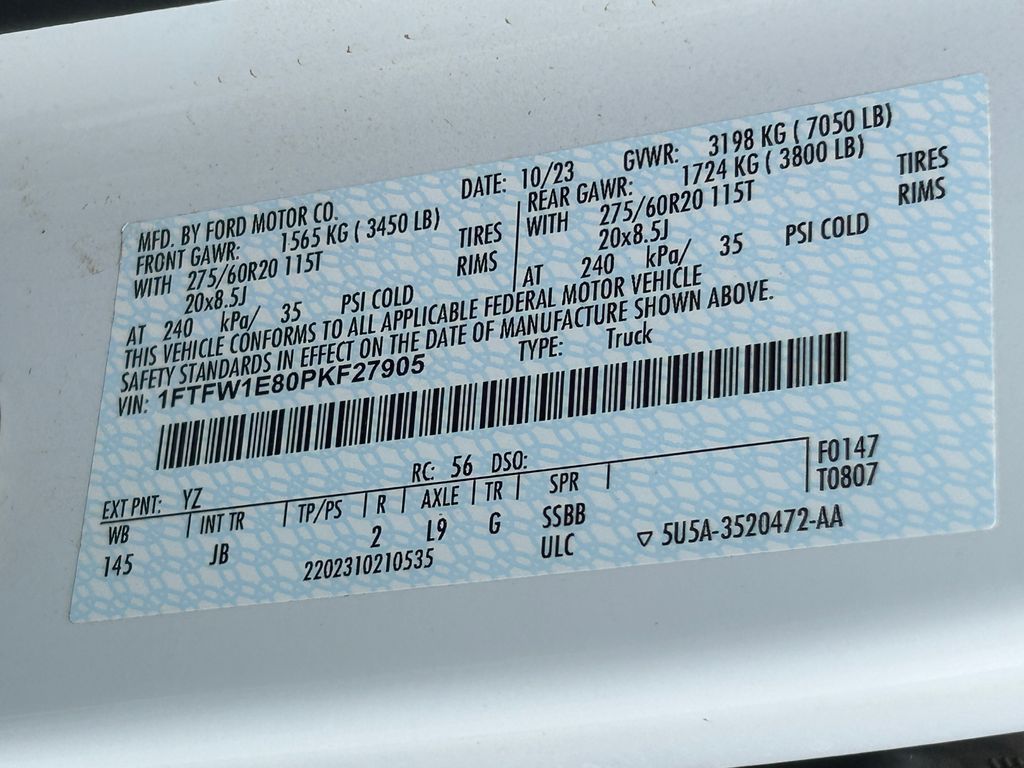 MFD. BY FORD MOTOR CO. DATE: 10/23 GVWR: 3198 KG ( 7050 LB)
FRONT GAWR: 1565 KG ( 3450 LB) REAR GAWR: 1724 KG ( 3800 LB)
WITH 275/60R20 115T TIRES WITH 275/60R20 115T TIRES
20x8.5J RIMS 20x8.5J RIMS
AT 240 kPa/ 35 PSI COLD AT 240 kPa/ 35 PSI COLD
THIS VEHICLE CONFORMS TO ALL APPLICABLE FEDERAL MOTOR VEHICLE
SAFETY STANDARDS IN EFFECT ON THE DATE OF MANUFACTURE SHOWN ABOVE.
VIN: 1FTFW1E80PKF27905 TYPE: Truck
EXT PNT: YZ RC: 56 DSO: F0147
WB INT TR TP/PS R AXLE TR SPR T0807
145 JB 2 L9 G SSBB
2202310210535 ULC ▽ 5U5A-3520472-AA